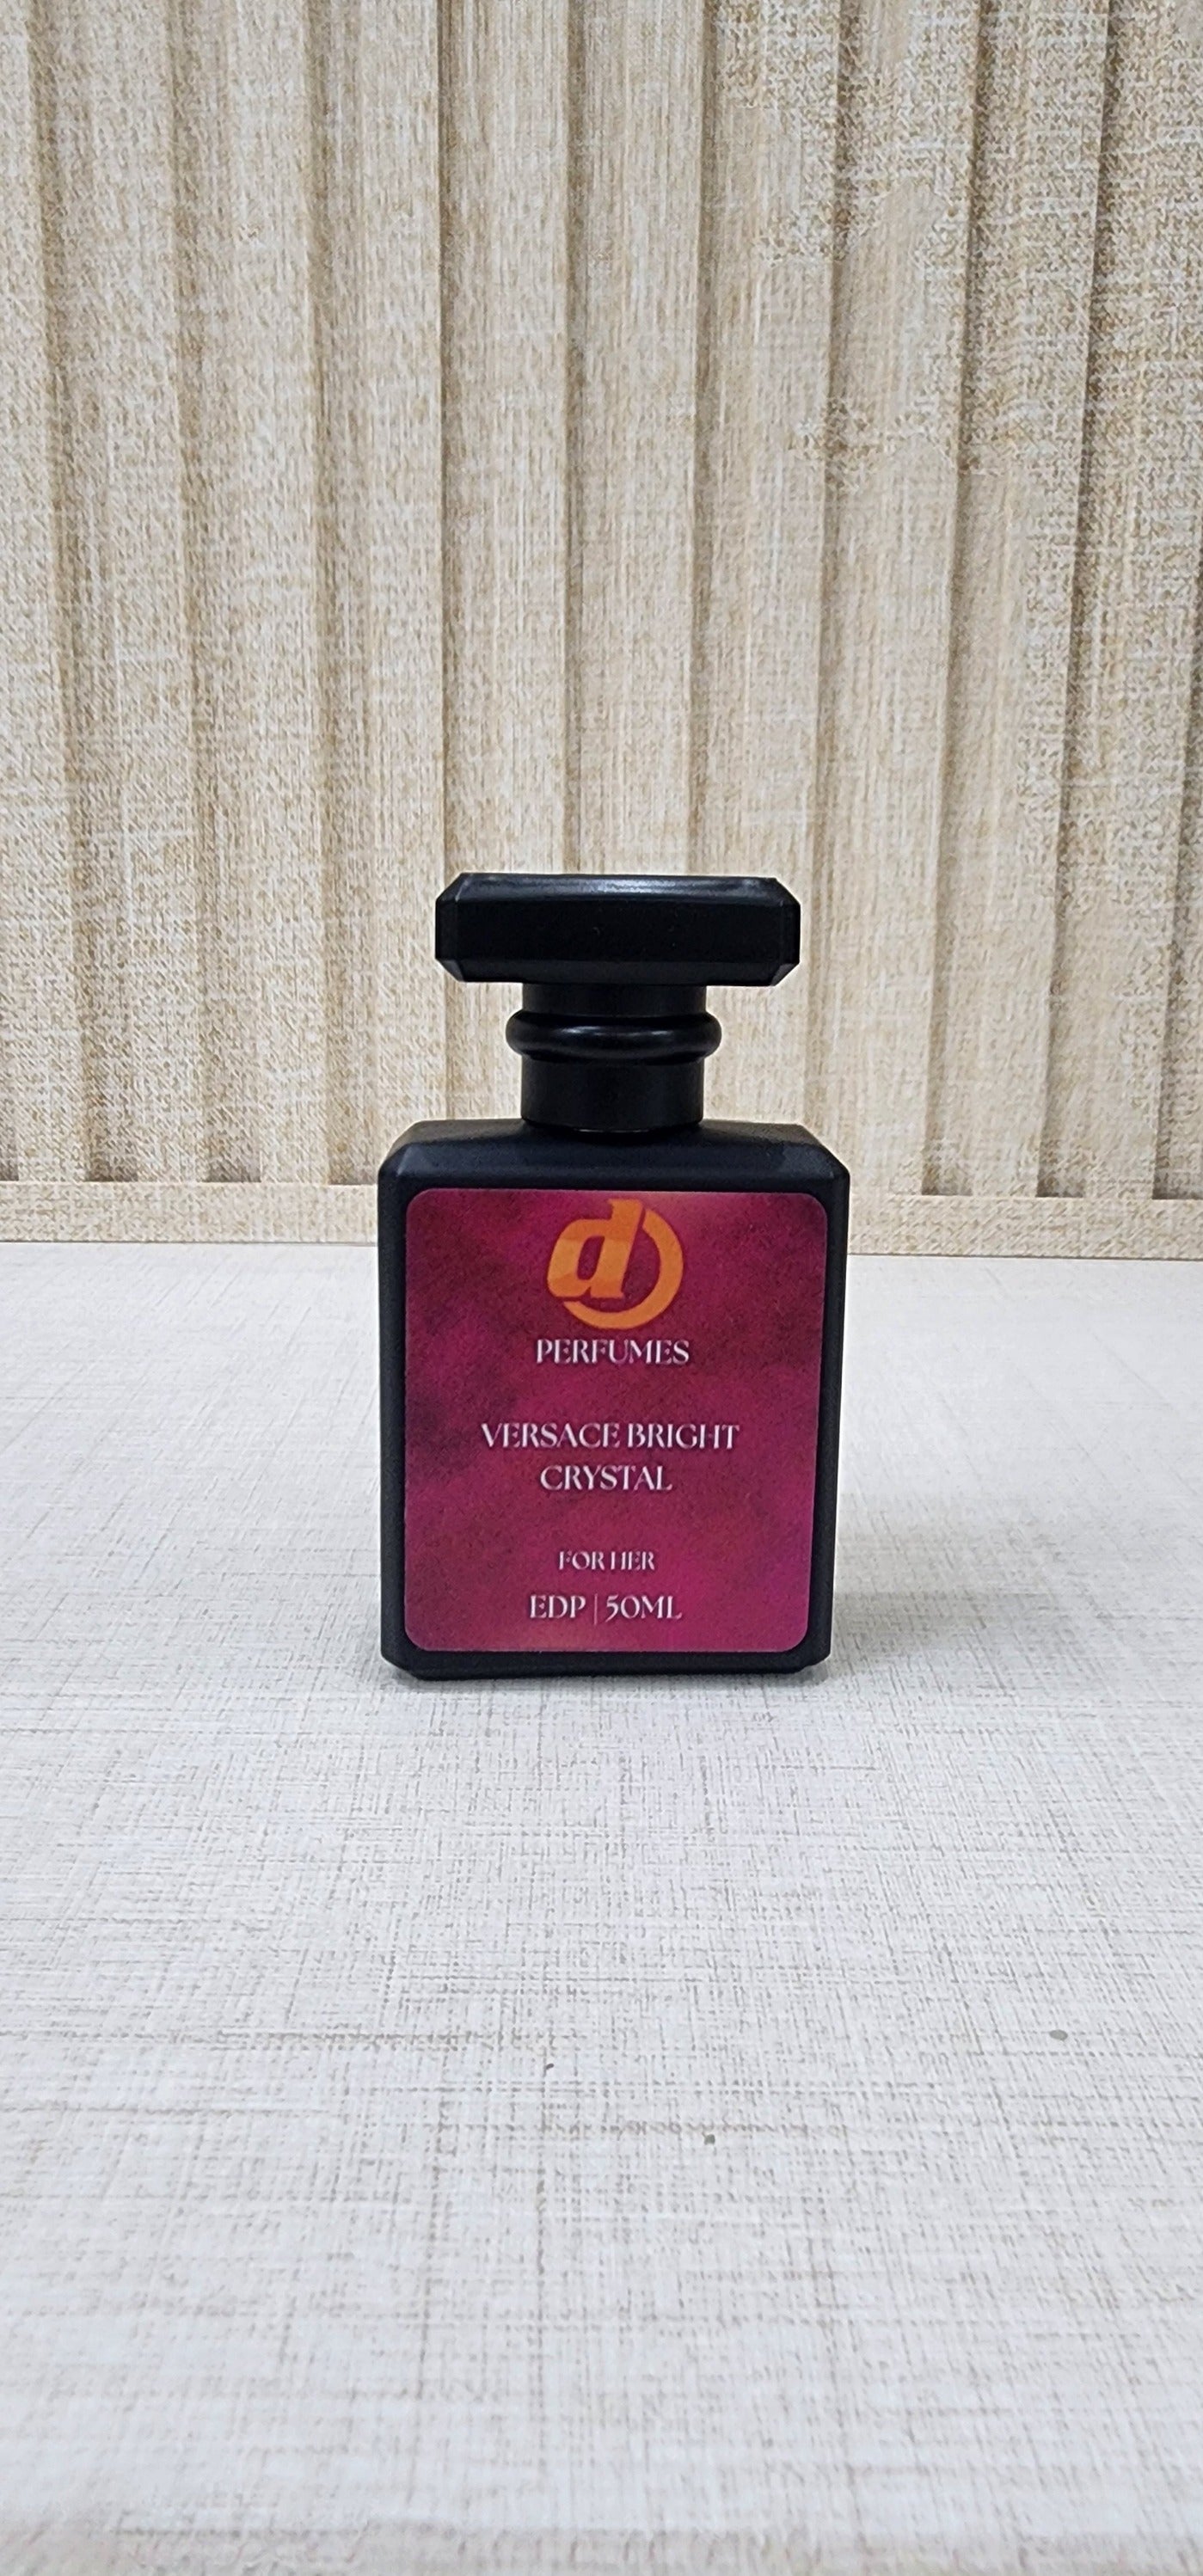 d
PERFUMES
VERSACE BRIGHT
CRYSTAL
FOR HER
EDP | 50ML